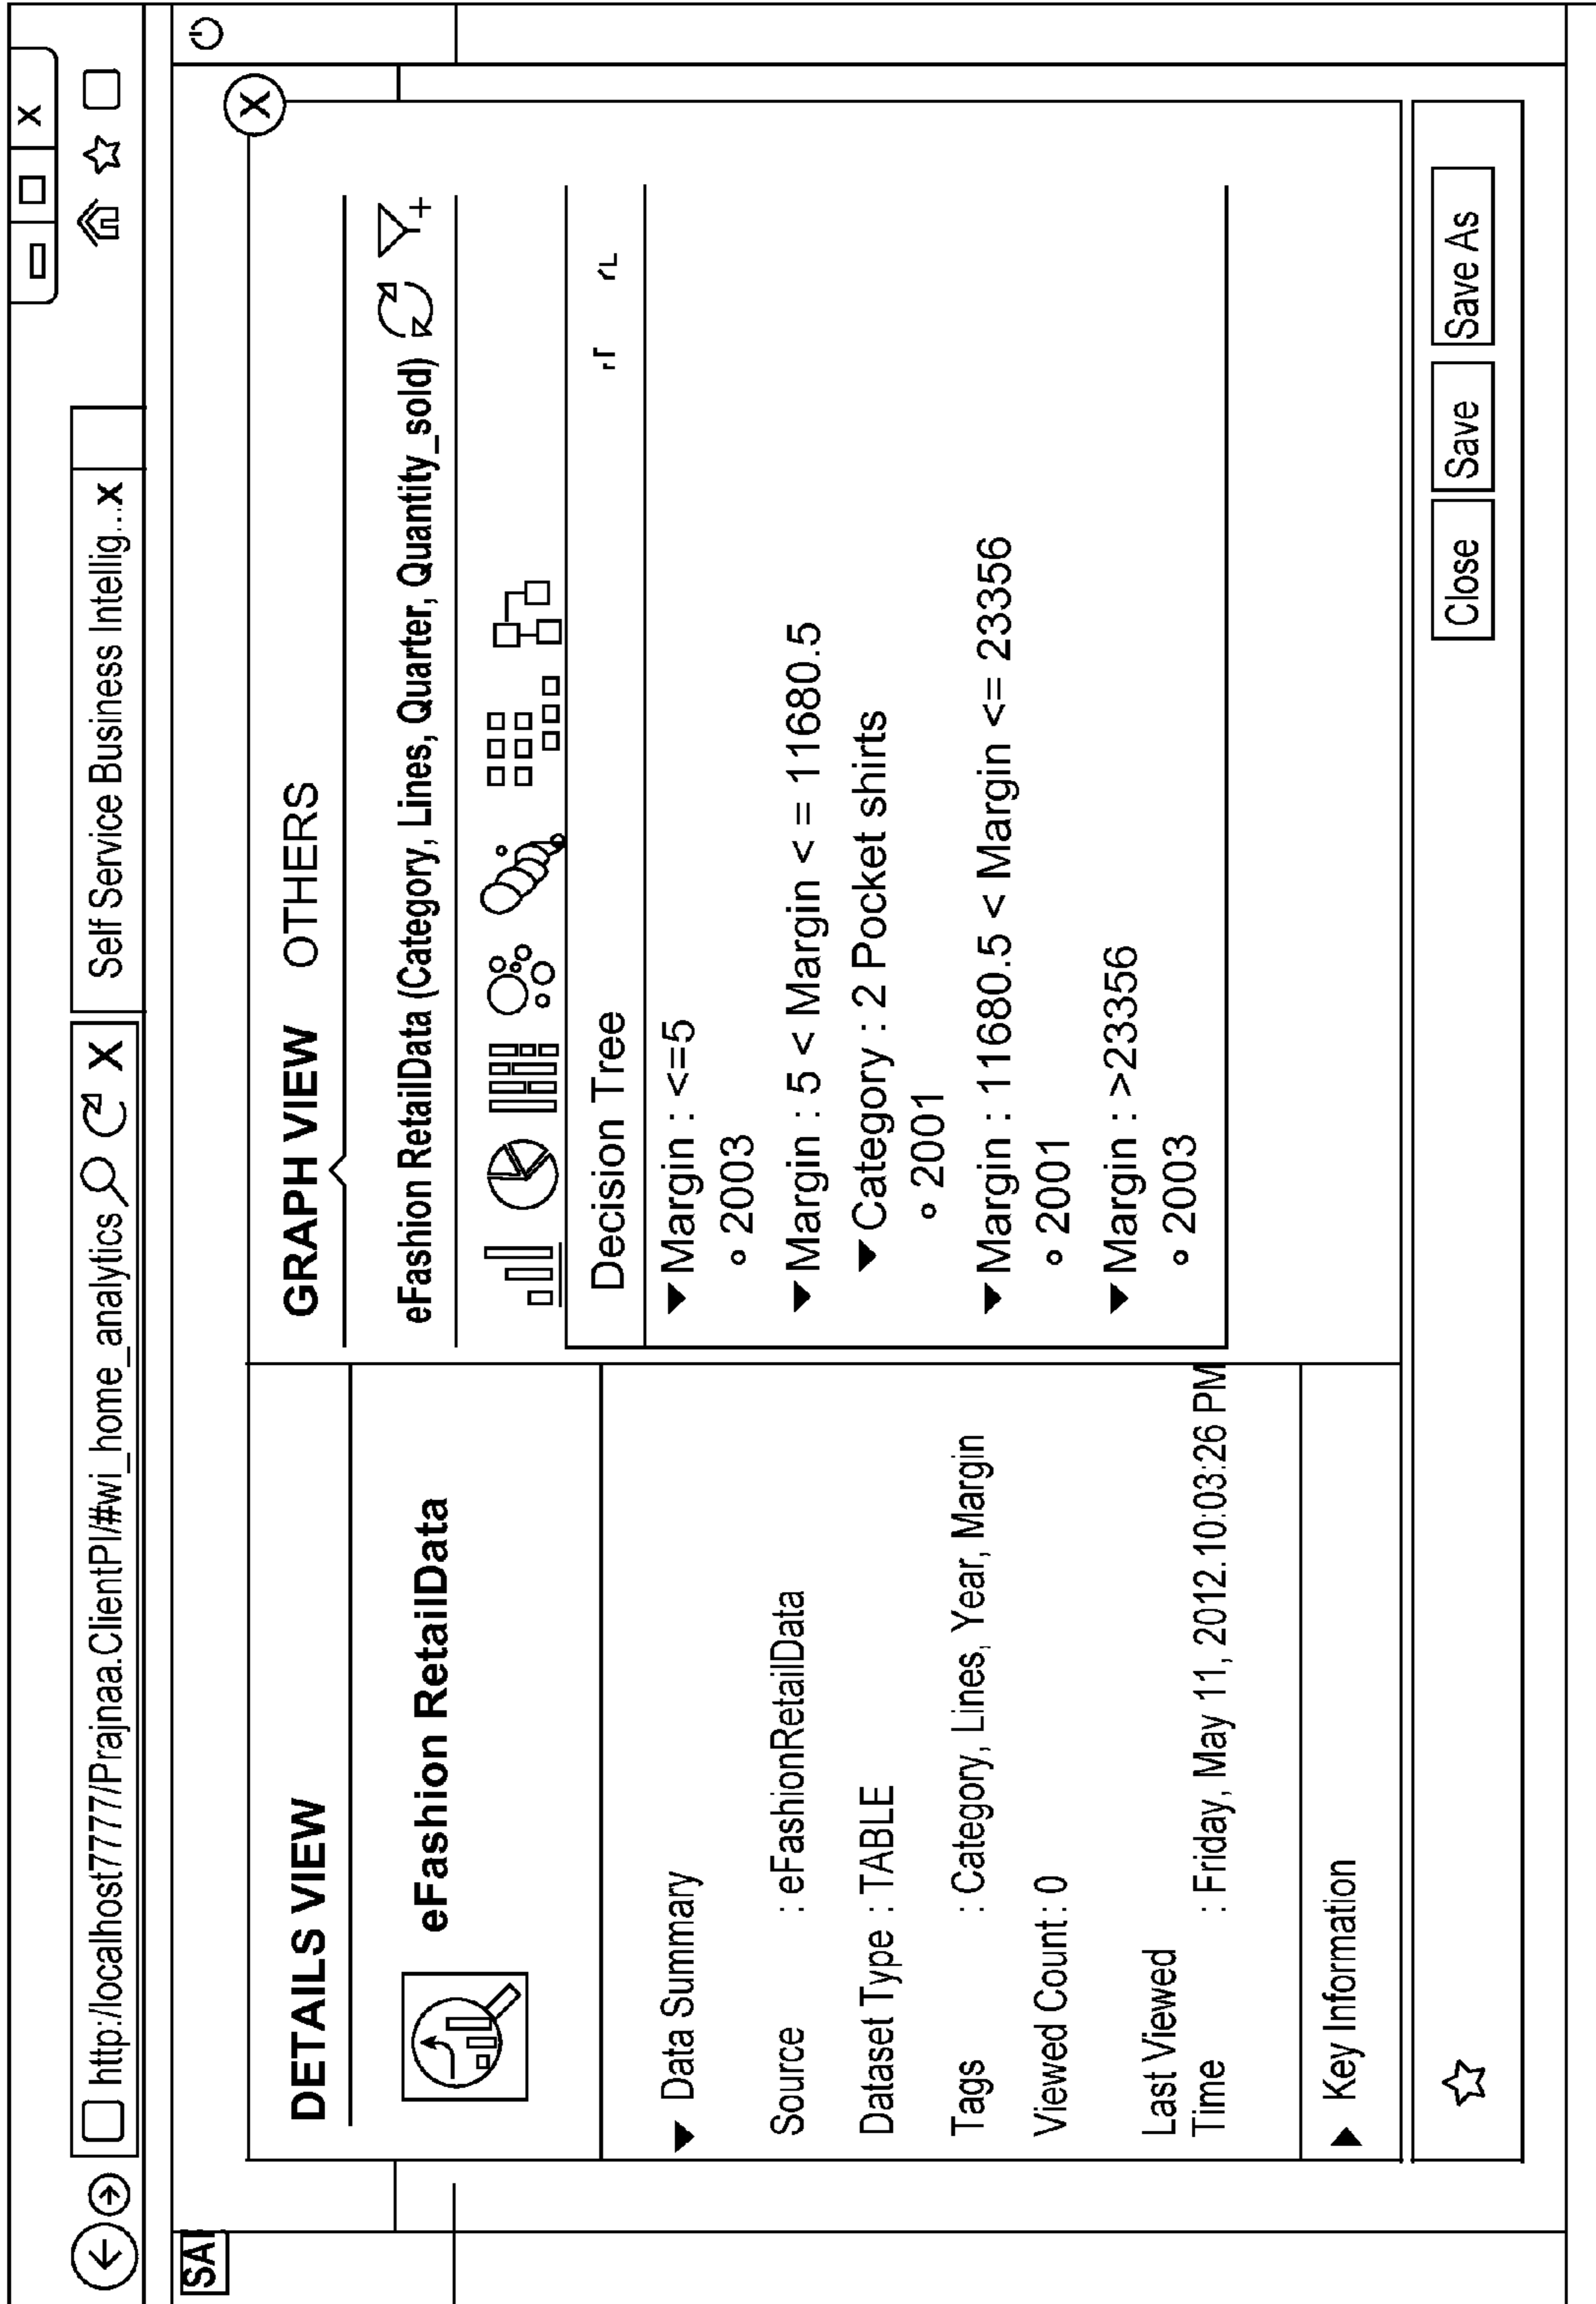 http:/localhost7777/Prajnaa.ClientPI/#wi_home_analytics
Self Service Business Intellig...x
SAI
DETAILS VIEW
eFashion RetailData
Data Summary
Source : eFashionRetailData
Dataset Type : TABLE
Tags : Category, Lines, Year, Margin
Viewed Count : 0
Last Viewed
Time : Friday, May 11, 2012.10:03:26 PM
Key Information
GRAPH VIEW OTHERS
eFashion RetailData (Category, Lines, Quarter, Quantity_sold)
Decision Tree
Margin : <=5
2003
Margin : 5 < Margin < = 11680.5
Category : 2 Pocket shirts
2001
Margin : 11680.5 < Margin <= 23356
2001
Margin : >23356
2003
Close Save Save As